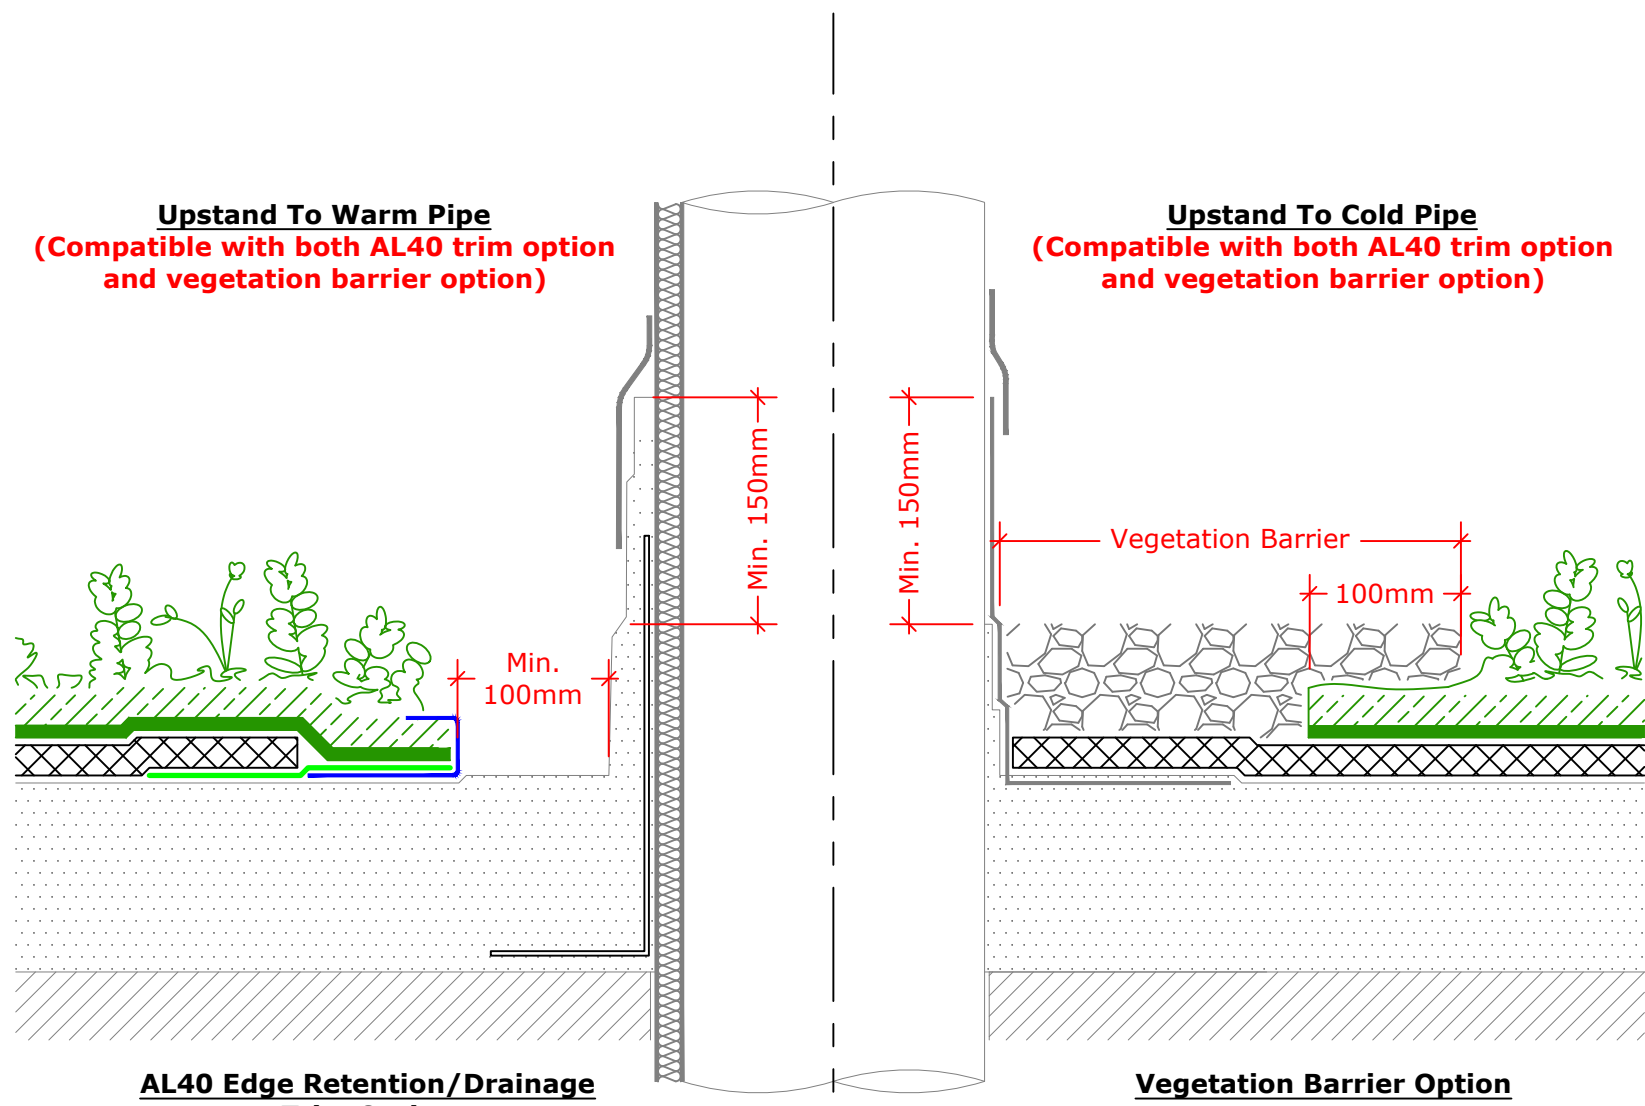 Upstand To Warm Pipe
(Compatible with both AL40 trim option
and vegetation barrier option)
Upstand To Cold Pipe
(Compatible with both AL40 trim option
and vegetation barrier option)
Min. 150mm
Min. 150mm
Vegetation Barrier
100mm
Min.
100mm
AL40 Edge Retention/Drainage
Vegetation Barrier Option